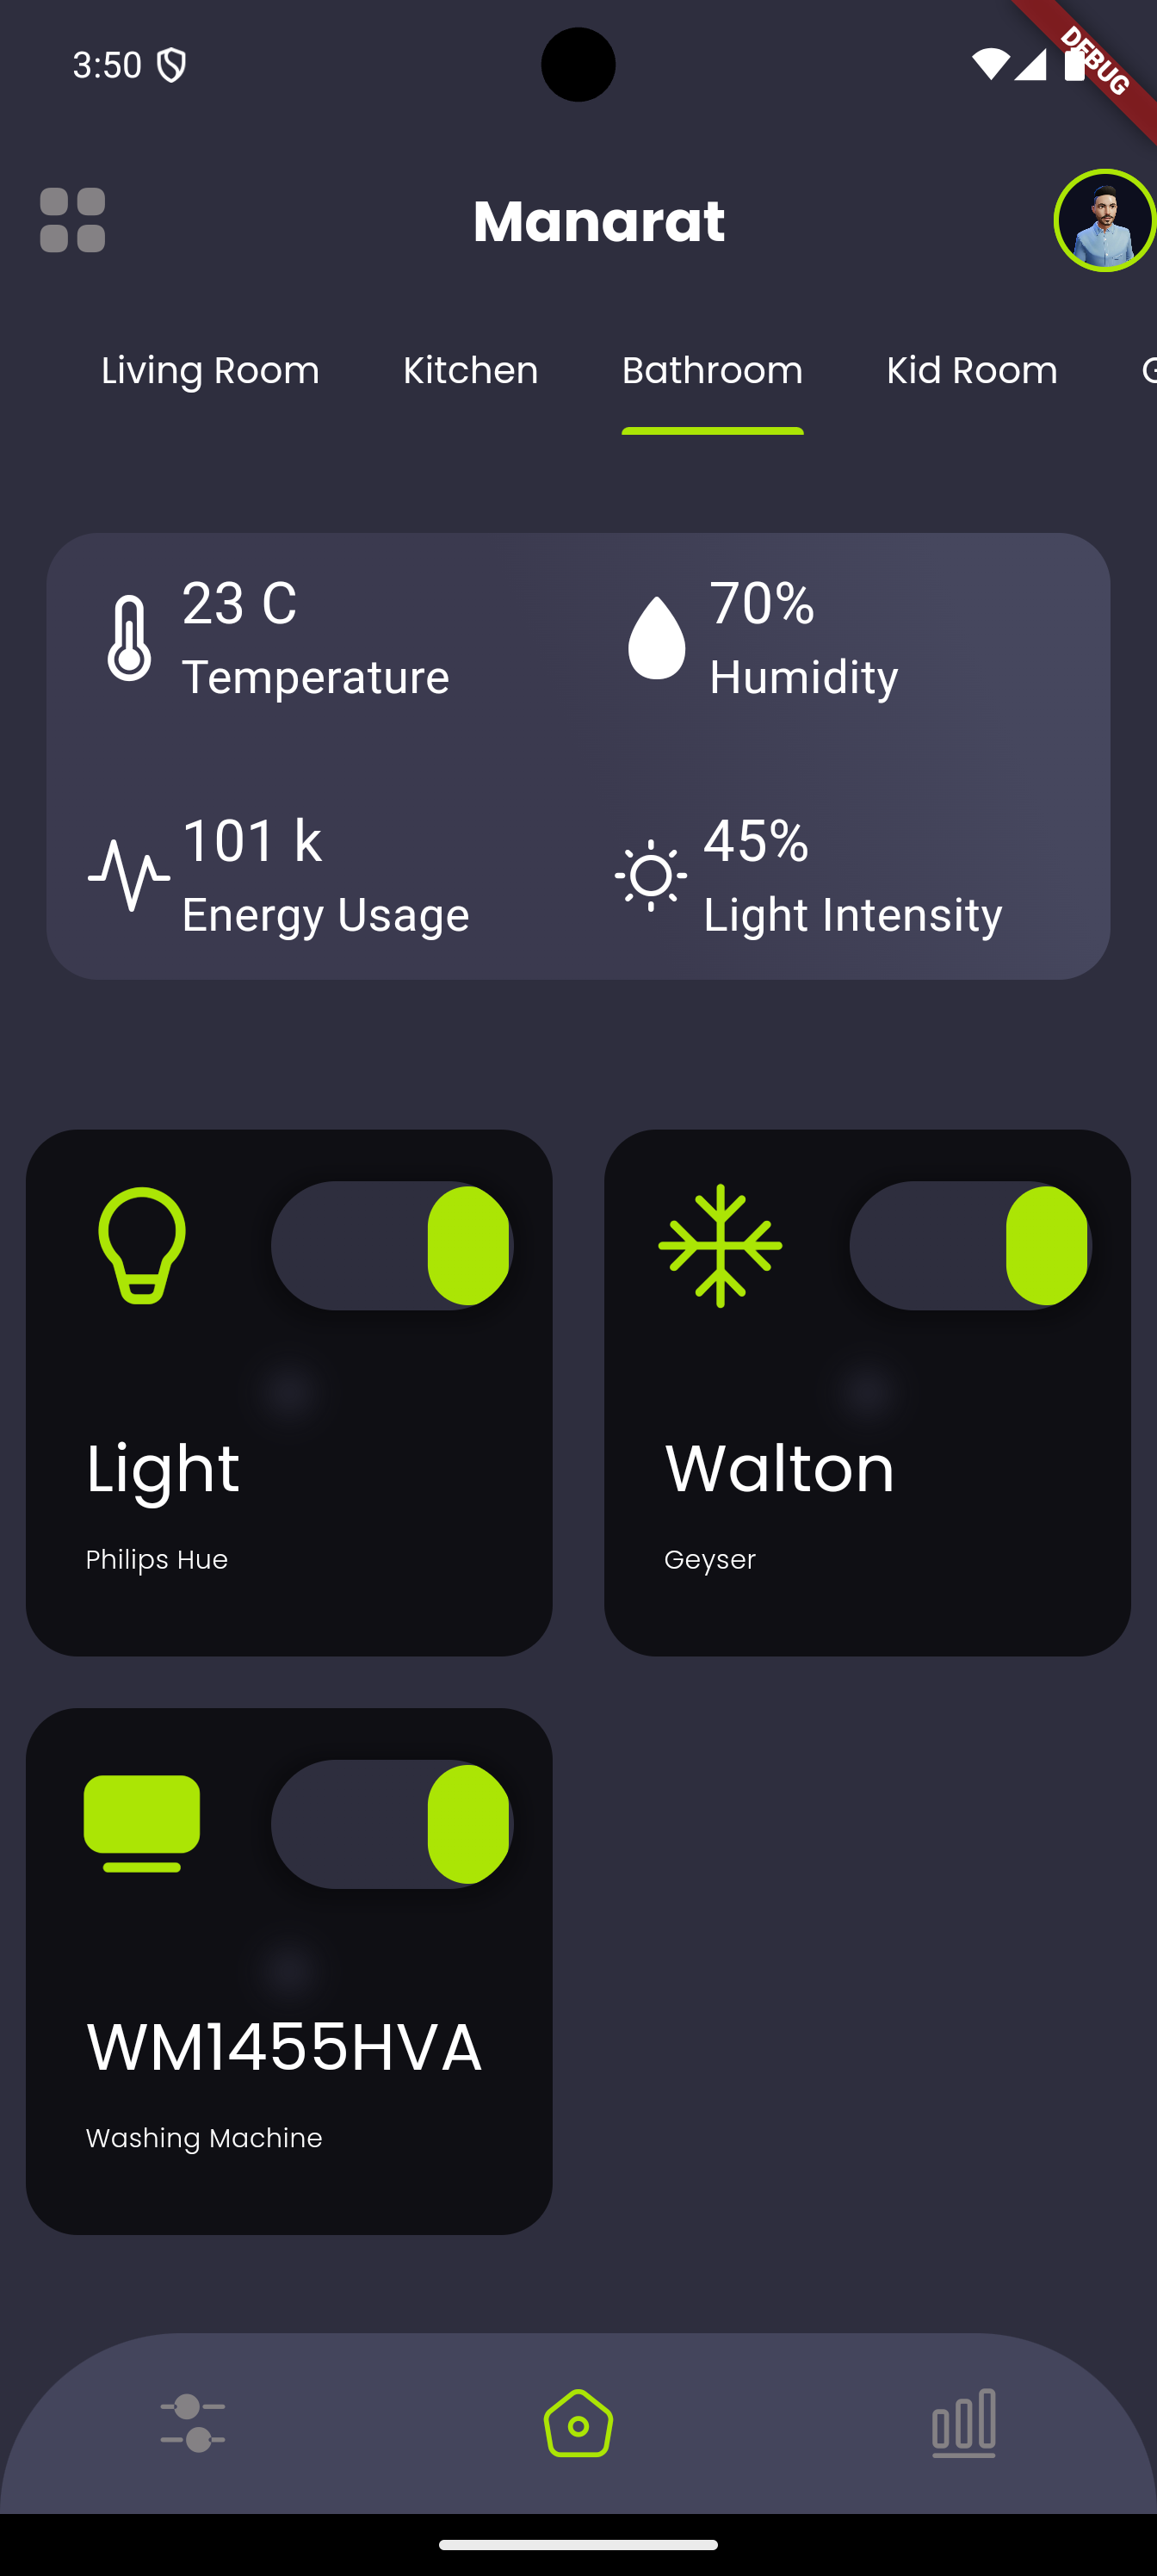 3:50
DEBUG
Manarat
Living Room Kitchen Bathroom Kid Room G
23 C
Temperature
70%
Humidity
101 k
Energy Usage
45%
Light Intensity
Light
Philips Hue
Walton
Geyser
WM1455HVA
Washing Machine